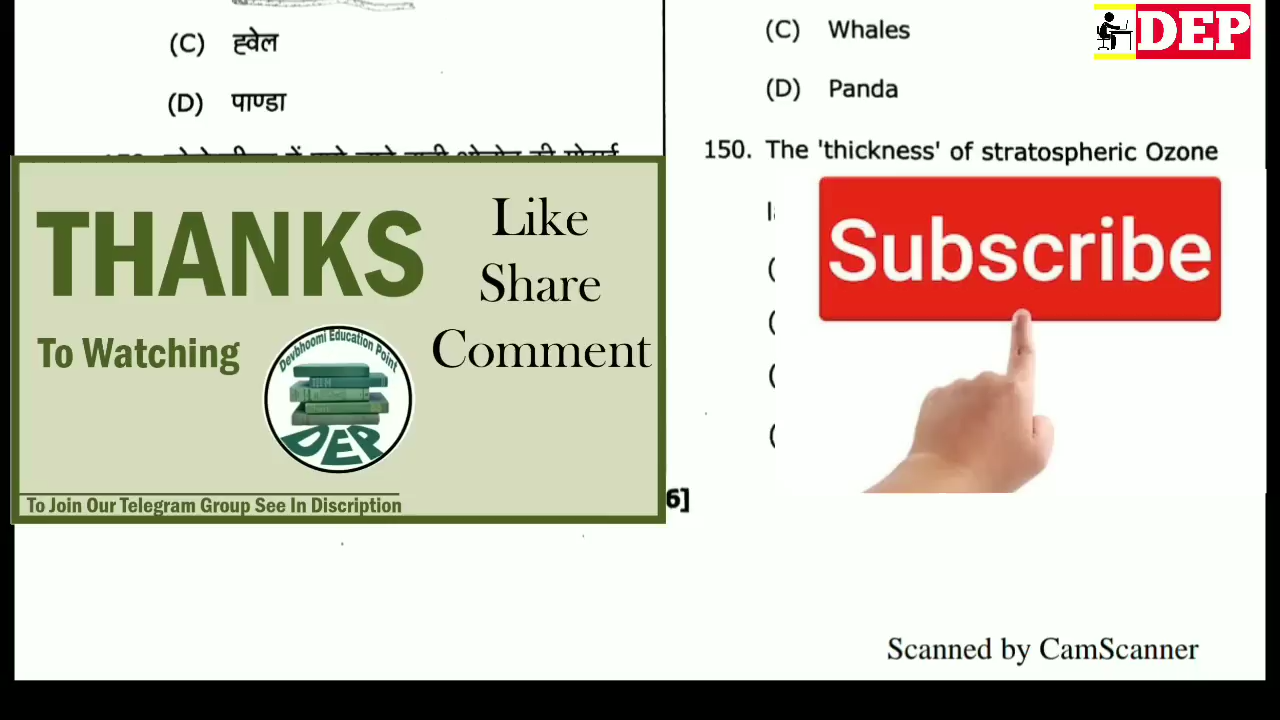 (C) ह्वेल
(D) पाण्डा
(C) Whales
(D) Panda
150. The 'thickness' of stratospheric Ozone
DEP
THANKS
To Watching
Like
Share
Comment
Devbhoomi Education Point
DEP
To Join Our Telegram Group See In Discription
Subscribe
6]
Scanned by CamScanner